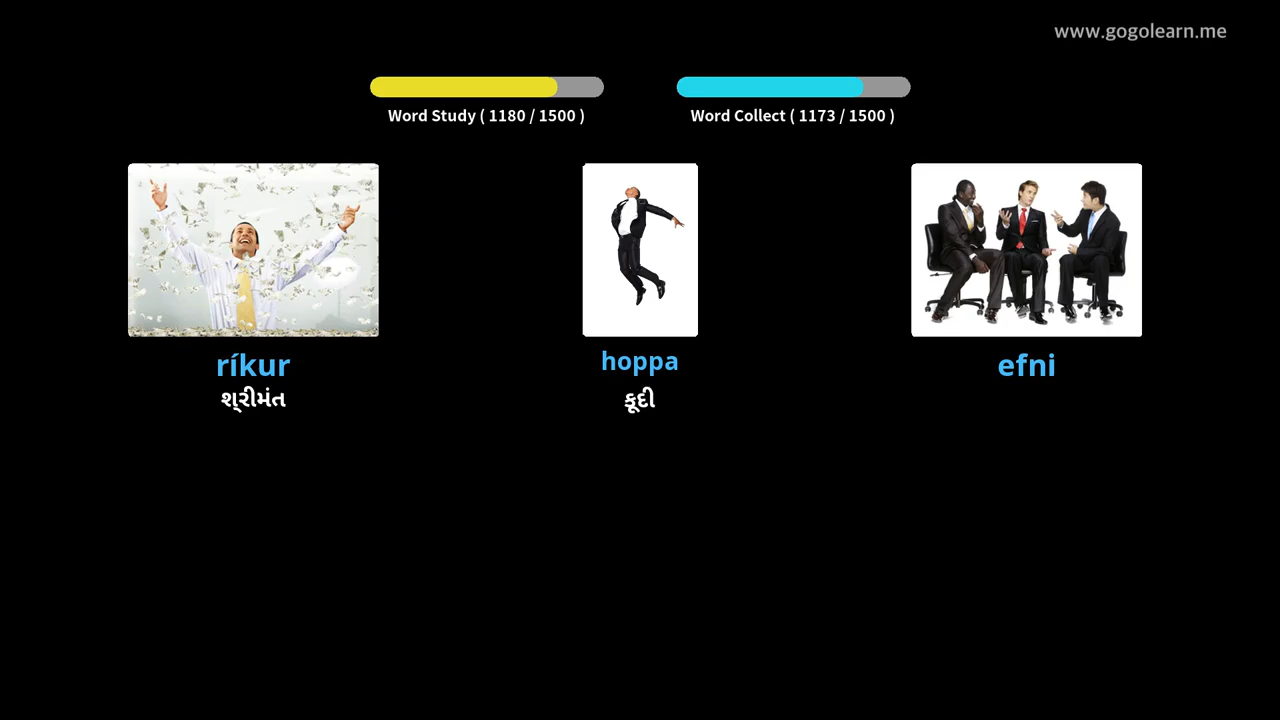 www.gogolearn.me
Word Study ( 1180 / 1500 )
Word Collect ( 1173 / 1500 )
ríkur
hoppa
efni
શ્રીમંત
કૂદી